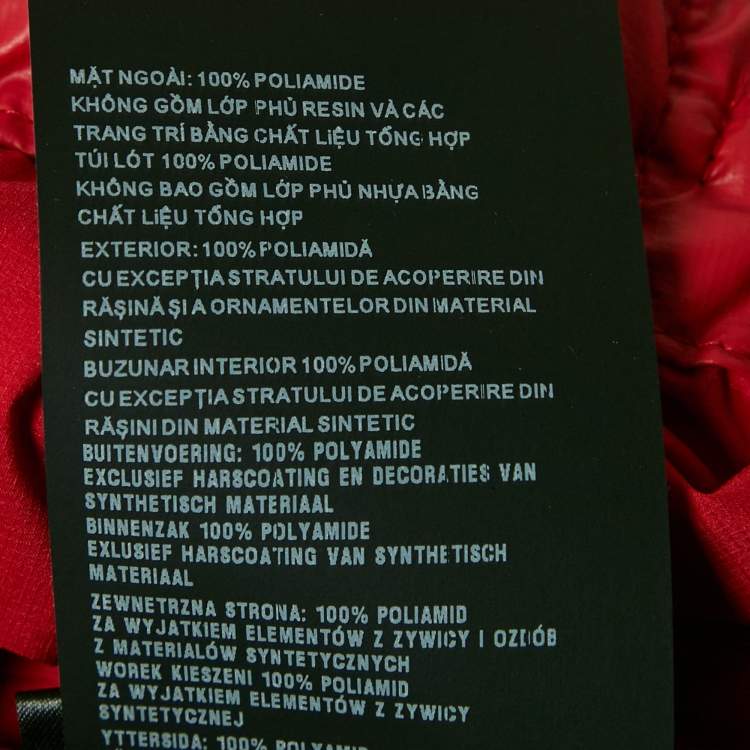 MẶT NGOÀI: 100% POLIAMIDE
KHÔNG GỒM LỚP PHỦ RESIN VÀ CÁC
TRANG TRÍ BẰNG CHẤT LIỆU TỔNG HỢP
TÚI LÓT 100% POLIAMIDE
KHÔNG BAO GỒM LỚP PHỦ NHỰA BẰNG
CHẤT LIỆU TỔNG HỢP
EXTERIOR: 100% POLIAMIDĂ
CU EXCEPȚIA STRATULUI DE ACOPERIRE DIN
RĂȘINĂ ȘI A ORNAMENTELOR DIN MATERIAL
SINTETIC
BUZUNAR INTERIOR 100% POLIAMIDĂ
CU EXCEPȚIA STRATULUI DE ACOPERIRE DIN
RĂȘINI DIN MATERIAL SINTETIC
BUITENVOERING: 100% POLYAMIDE
EXCLUSIEF HARSCOATING EN DECORATIES VAN
SYNTHETISCH MATERIAAL
BINNENZAK 100% POLYAMIDE
EXLUSIEF HARSCOATING VAN SYNTHETISCH
MATERIAAL
ZEWNETRZNA STRONA: 100% POLIAMID
ZA WYJATKIEM ELEMENTÓW Z ZYWICY I OZDÓB
Z MATERIALÓW SYNTETYCZNYCH
WOREK KIESZENI 100% POLIAMID
ZA WYJATKIEM ELEMENTÓW Z ZYWICY
SYNTETYCZNEJ
YTTERSIDA: 100% POLYAMID